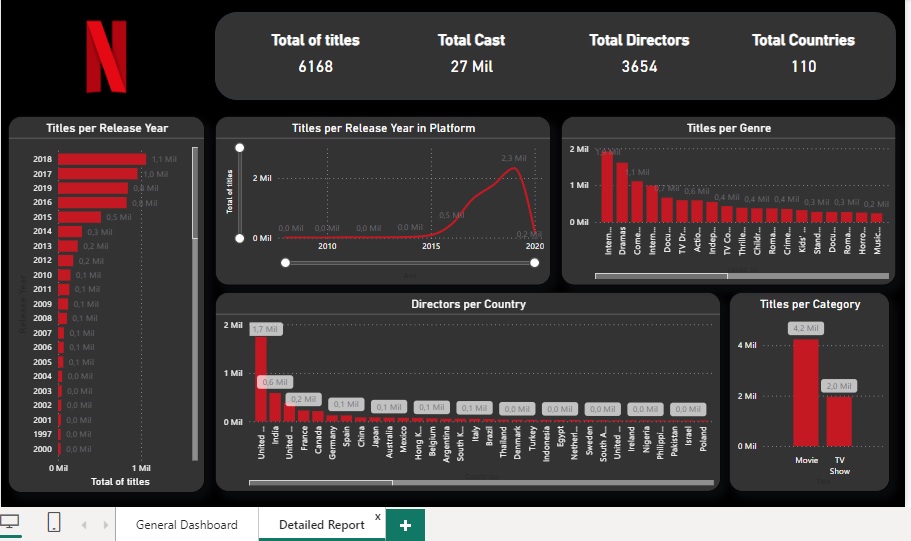 N
Total of titles
6168
Total Cast
27 Mil
Total Directors
3654
Total Countries
110
Titles per Release Year
2018 1,1 Mil
2017 1,0 Mil
2019 0,8 Mil
2016 0,8 Mil
2015 0,5 Mil
2014 0,3 Mil
2013 0,2 Mil
2012 0,2 Mil
2010 0,1 Mil
2011 0,1 Mil
2009 0,1 Mil
2008 0,1 Mil
2007 0,1 Mil
2006 0,1 Mil
2005 0,1 Mil
2004 0,0 Mil
2003 0,0 Mil
2002 0,0 Mil
2001 0,0 Mil
1997 0,0 Mil
2000 0,0 Mil
0 Mil 1 Mil
Total of titles
Release Year
Titles per Release Year in Platform
Total of titles
2 Mil
0 Mil
0,0 Mil 0,0 Mil 0,0 Mil 0,0 Mil 0,5 Mil 2,3 Mil 0,2 Mil
2010 2015 2020
Titles per Genre
2 Mil
1 Mil
0 Mil
1,1 Mil 0,7 Mil 0,6 Mil 0,4 Mil 0,4 Mil 0,3 Mil 0,3 Mil 0,2 Mil
Intern... Dramas Come... Intern... Docu... TV Dr... Actio... Indep... TV Co... Thrille... Childr... Roma... Crime... Kids' ... Stand... Docu... Roma... Horro... Music...
Directors per Country
2 Mil
1 Mil
0 Mil
1,7 Mil 0,6 Mil 0,2 Mil 0,1 Mil 0,1 Mil 0,1 Mil 0,1 Mil 0,0 Mil 0,0 Mil 0,0 Mil 0,0 Mil 0,0 Mil
United ... India United ... France Canada Germany Spain China Japan Australia Mexico Hong K... Belgium Argentina South K... Italy Brazil Thailand Denmark Turkey Indonesia Egypt Netherl... Sweden South A... United ... Ireland Nigeria Philippi... Pakistan Israel Poland
Titles per Category
4 Mil
2 Mil
0 Mil
4,2 Mil
2,0 Mil
Movie
TV
Show
General Dashboard
Detailed Report x
+